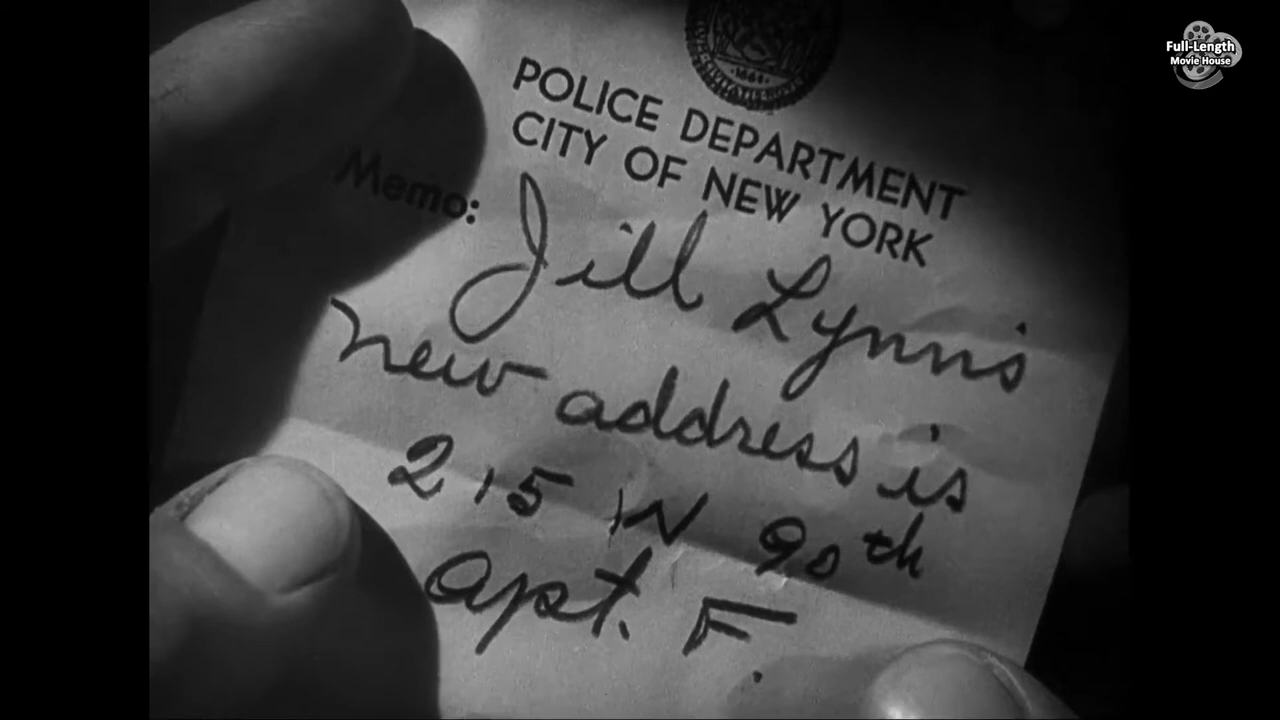 Full-Length
Movie House
·1664·
POLICE DEPARTMENT
CITY OF NEW YORK
Memo:
Jill Lynn's
new address is
215 W 90th
apt. F.